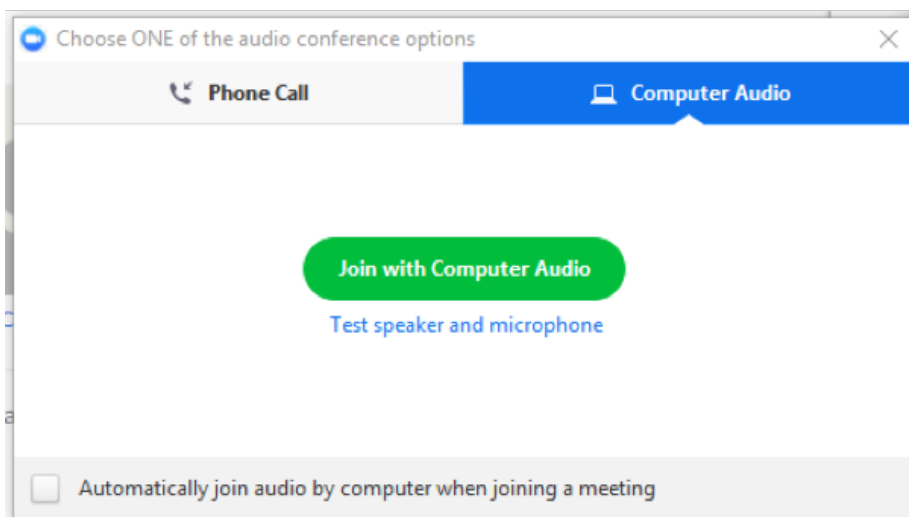 Choose ONE of the audio conference options
Phone Call
Computer Audio
Join with Computer Audio
Test speaker and microphone
Automatically join audio by computer when joining a meeting